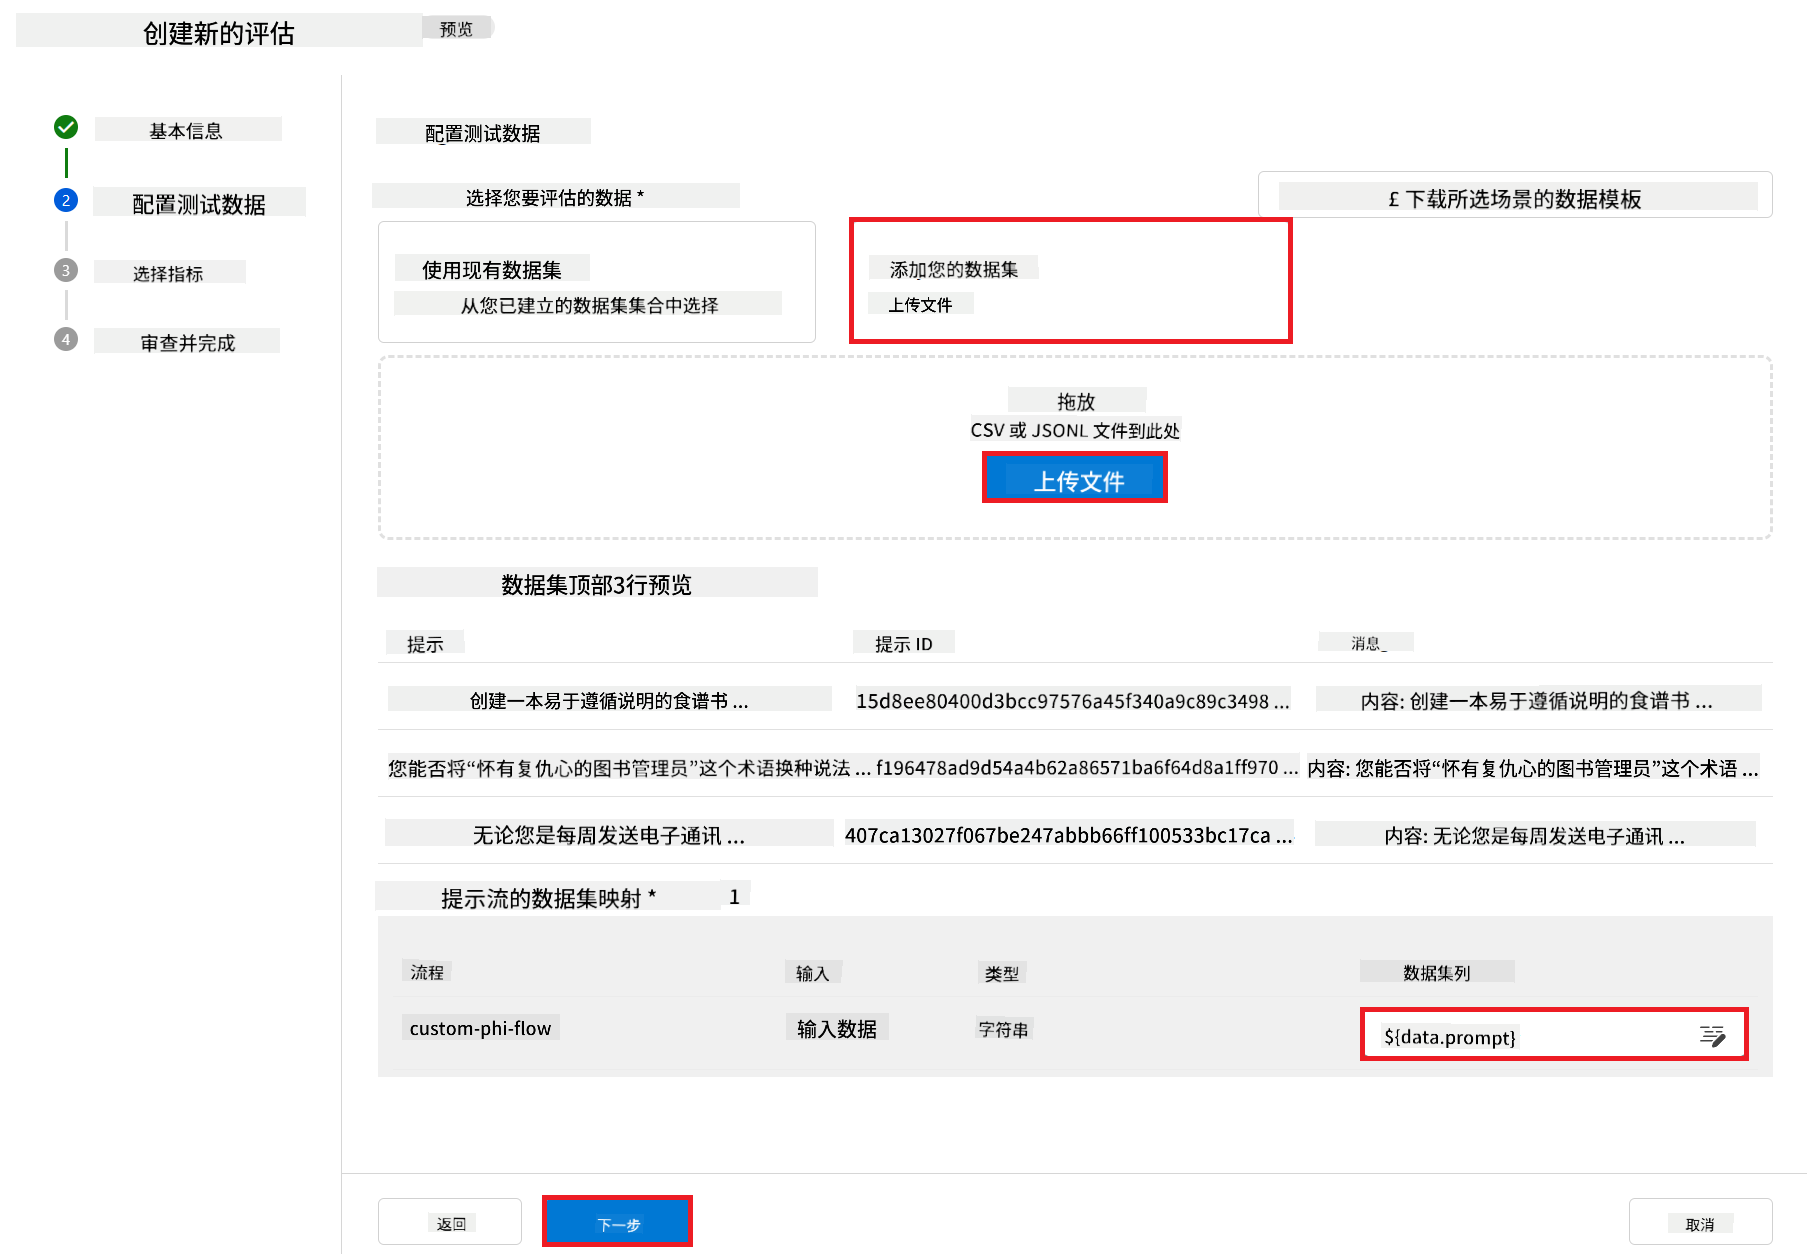 创建新的评估 预览
基本信息
2 配置测试数据
3 选择指标
4 审查并完成
配置测试数据
选择您要评估的数据 *
£ 下载所选场景的数据模板
使用现有数据集
从您已建立的数据集集合中选择
添加您的数据集
上传文件
拖放
CSV 或 JSONL 文件到此处
上传文件
数据集顶部3行预览
提示 提示 ID 消息_
创建一本易于遵循说明的食谱书 ... 15d8ee80400d3bcc97576a45f340a9c89c3498 ... 内容: 创建一本易于遵循说明的食谱书 ...
您能否将“怀有复仇心的图书管理员”这个术语换种说法 ... f196478ad9d54a4b62a86571ba6f64d8a1ff970 ... 内容: 您能否将“怀有复仇心的图书管理员”这个术语 ...
无论您是每周发送电子通讯 ... 407ca13027f067be247abbb66ff100533bc17ca ... 内容: 无论您是每周发送电子通讯 ...
提示流的数据集映射 * 1
流程 输入 类型 数据集列
custom-phi-flow 输入数据 字符串 ${data.prompt}
返回 下一步 取消